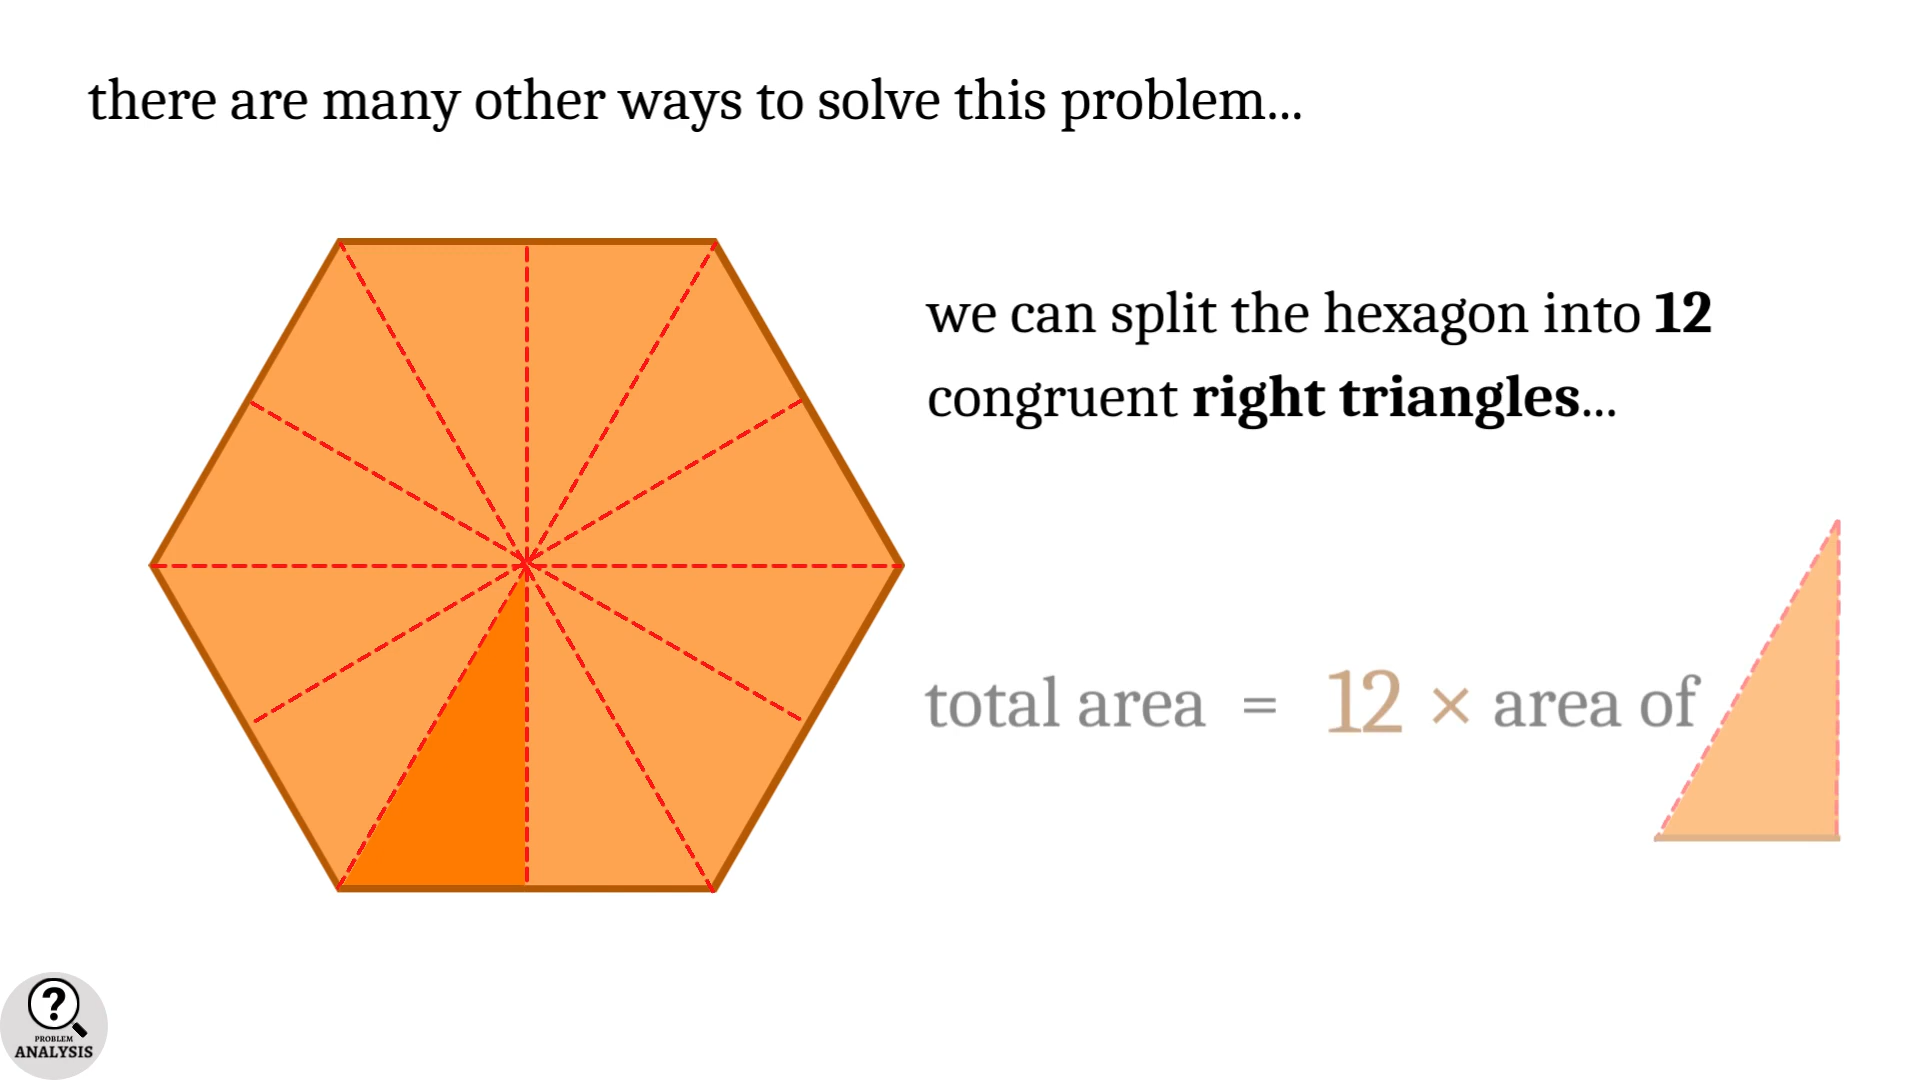 there are many other ways to solve this problem...
we can split the hexagon into 12
congruent right triangles...
total area = 12 × area of
?
PROBLEM
ANALYSIS